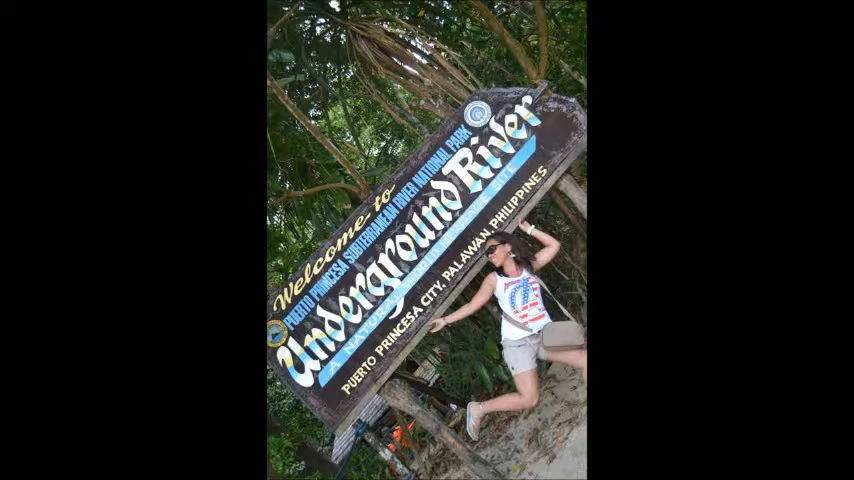 Welcome to
PUERTO PRINCESA SUBTERRANEAN RIVER NATIONAL PARK
Underground River
A NATURAL WORLD HERITAGE SITE
PUERTO PRINCESA CITY, PALAWAN, PHILIPPINES